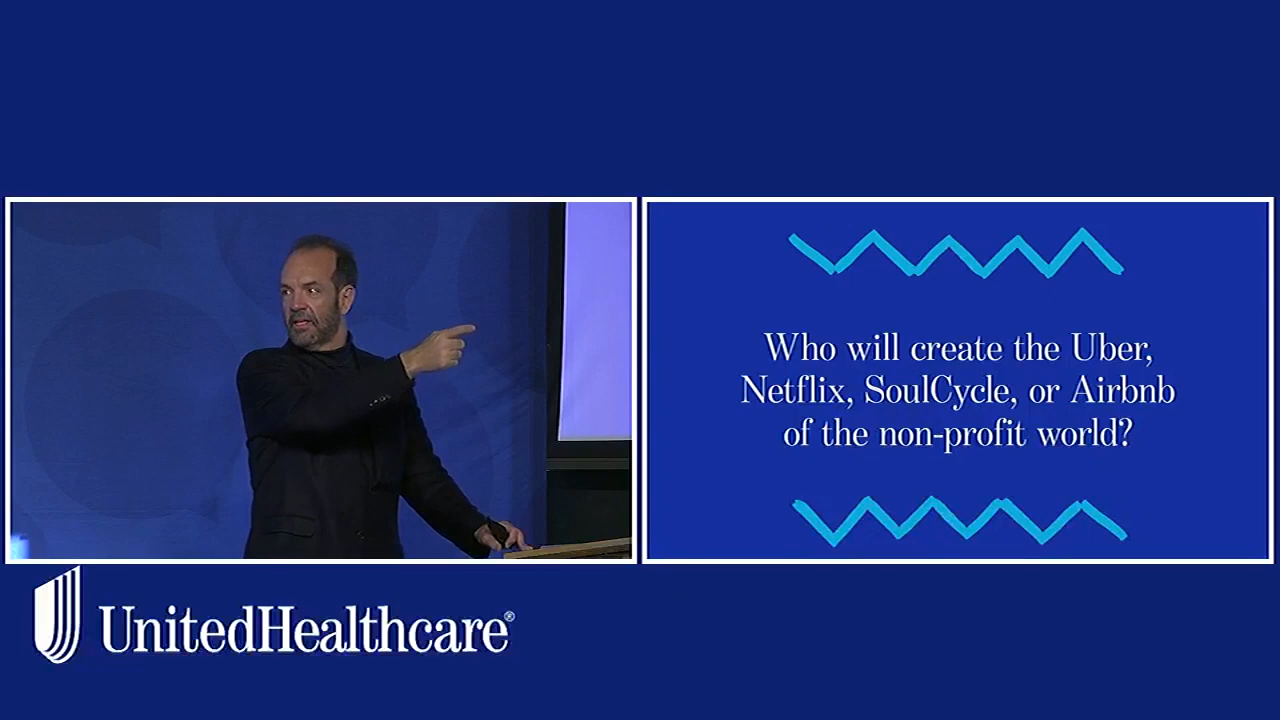 Who will create the Uber,
Netflix, SoulCycle, or Airbnb
of the non-profit world?
UnitedHealthcare®